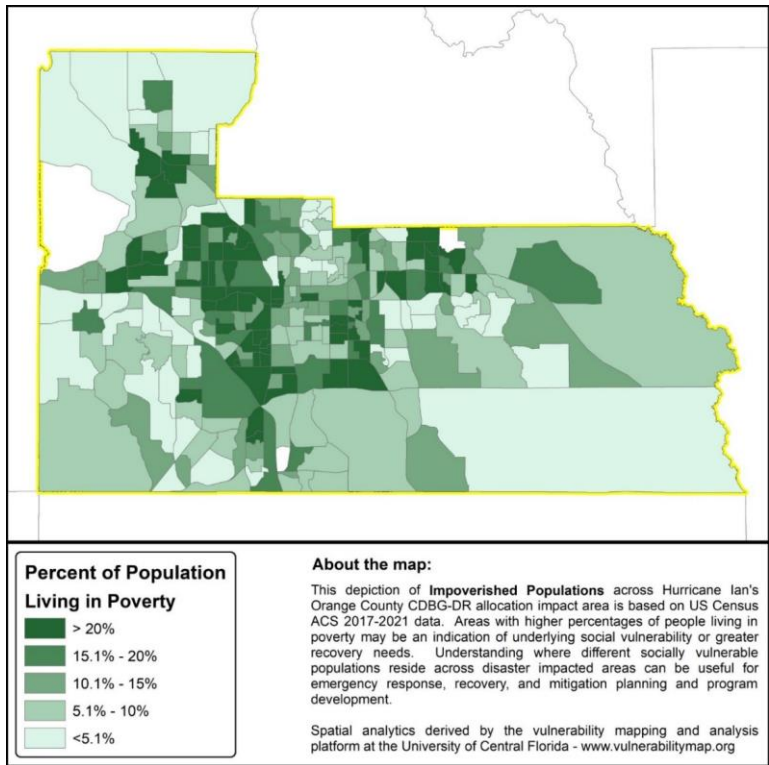 Percent of Population
Living in Poverty
> 20%
15.1% - 20%
10.1% - 15%
5.1% - 10%
<5.1%
About the map:
This depiction of Impoverished Populations across Hurricane Ian's
Orange County CDBG-DR allocation impact area is based on US Census
ACS 2017-2021 data. Areas with higher percentages of people living in
poverty may be an indication of underlying social vulnerability or greater
recovery needs. Understanding where different socially vulnerable
populations reside across disaster impacted areas can be useful for
emergency response, recovery, and mitigation planning and program
development.
Spatial analytics derived by the vulnerability mapping and analysis
platform at the University of Central Florida - www.vulnerabilitymap.org